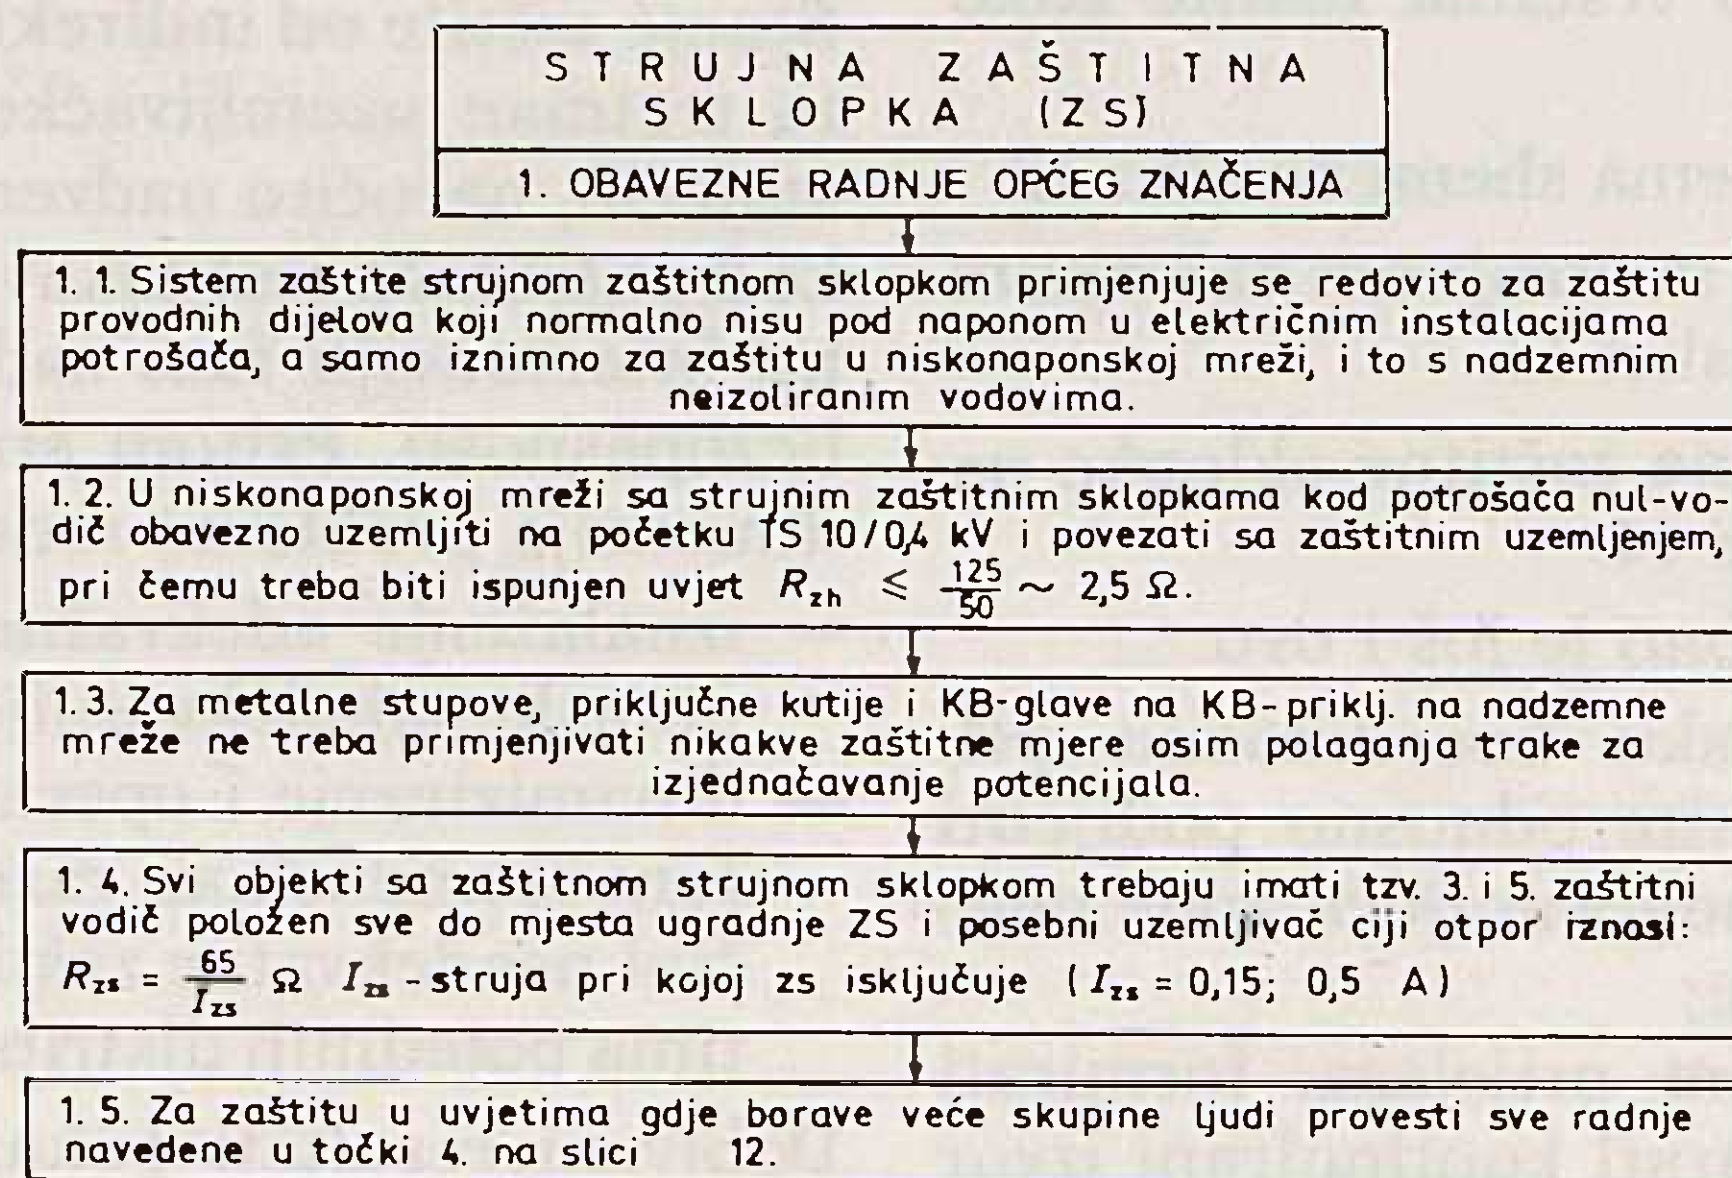 STRUJNA ZAŠTITNA
SKLOPKA (ZS)
1. OBAVEZNE RADNJE OPĆEG ZNAČENJA
1. 1. Sistem zaštite strujnom zaštitnom sklopkom primjenjuje se redovito za zaštitu
provodnih dijelova koji normalno nisu pod naponom u električnim instalacijama
potrošača, a samo iznimno za zaštitu u niskonaponskoj mreži, i to s nadzemnim
neizoliranim vodovima.
1. 2. U niskonaponskoj mreži sa strujnim zaštitnim sklopkama kod potrošača nul-vo-
dič obavezno uzemljiti na početku TS 10/0,4 kV i povezati sa zaštitnim uzemljenjem,
pri čemu treba biti ispunjen uvjet R_zh ≤ 125/50 ~ 2,5 Ω.
1. 3. Za metalne stupove, priključne kutije i KB-glave na KB-priklj. na nadzemne
mreže ne treba primjenjivati nikakve zaštitne mjere osim polaganja trake za
izjednačavanje potencijala.
1. 4. Svi objekti sa zaštitnom strujnom sklopkom trebaju imati tzv. 3. i 5. zaštitni
vodič položen sve do mjesta ugradnje ZS i posebni uzemljivač ciji otpor iznosi:
R_zs = 65/I_zs Ω I_zs - struja pri kojoj zs isključuje (I_zs = 0,15; 0,5 A)
1. 5. Za zaštitu u uvjetima gdje borave veće skupine ljudi provesti sve radnje
navedene u točki 4. na slici 12.